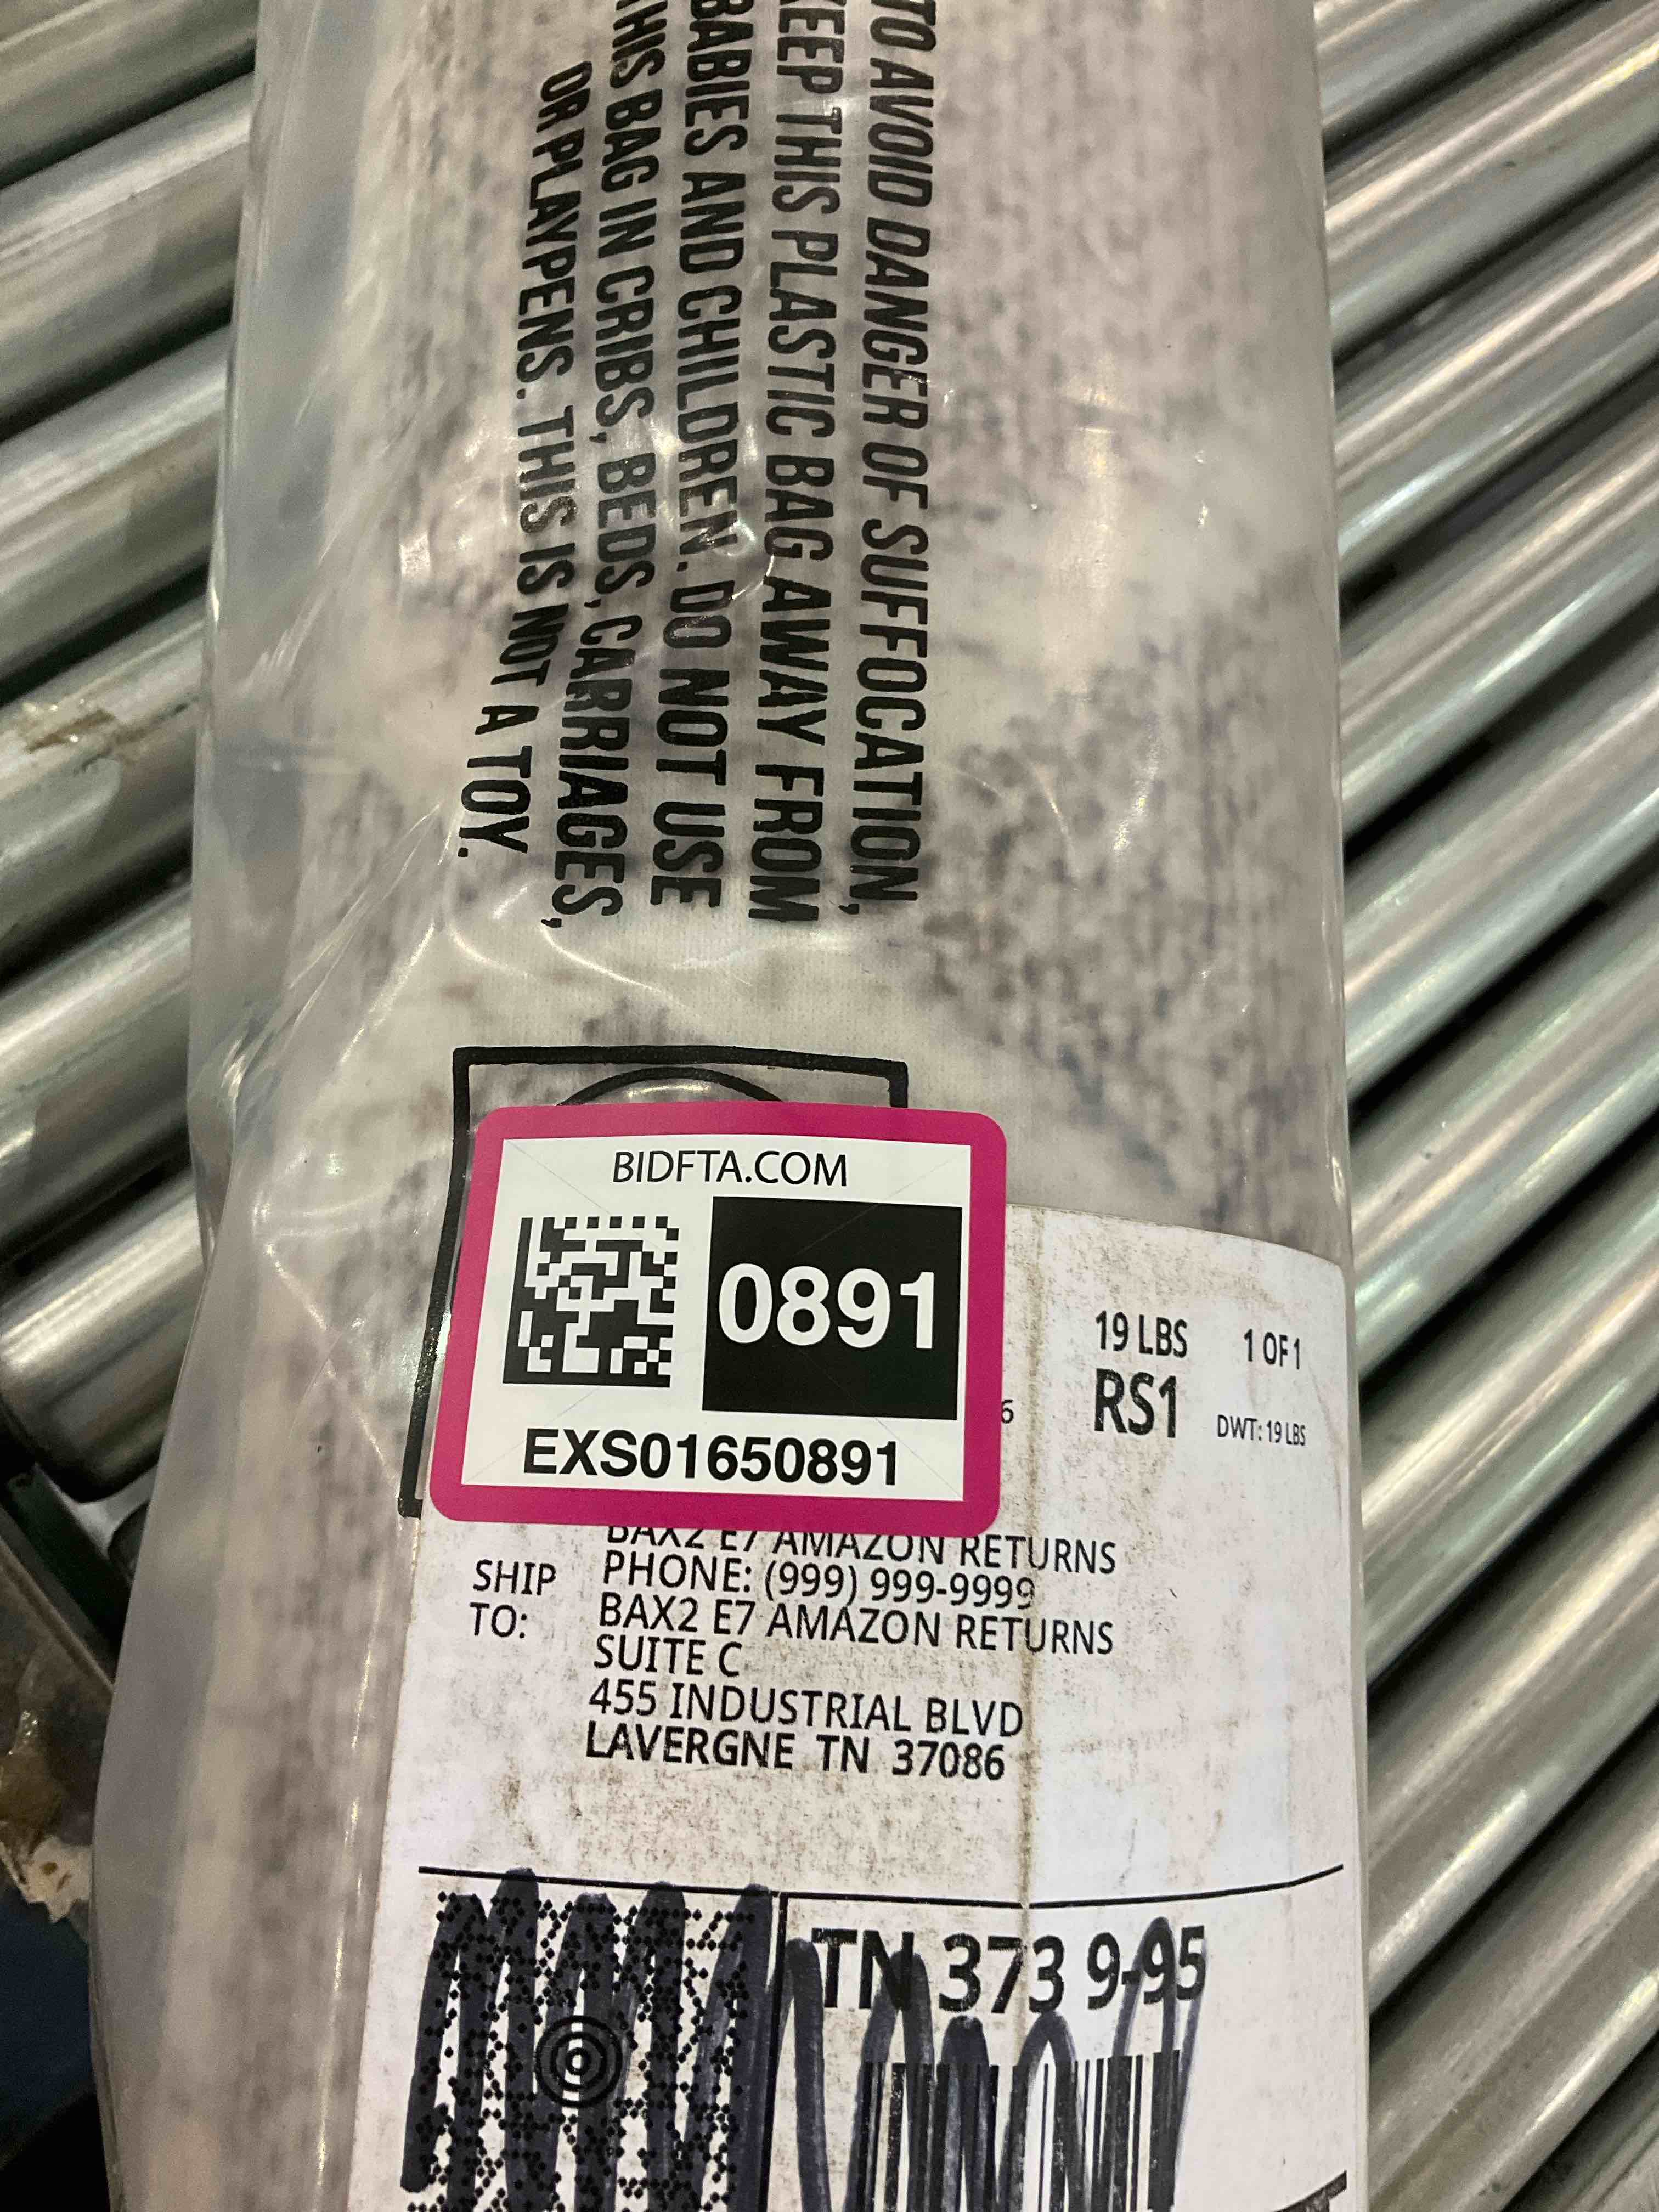 TO AVOID DANGER OF SUFFOCATION,
KEEP THIS PLASTIC BAG AWAY FROM
BABIES AND CHILDREN. DO NOT USE
THIS BAG IN CRIBS, BEDS, CARRIAGES,
OR PLAYPENS. THIS IS NOT A TOY.
BIDFTA.COM
0891
EXS01650891
19 LBS 1 OF 1
6 RS1 DWT: 19 LBS
BAX2 E7 AMAZON RETURNS
PHONE: (999) 999-9999
SHIP TO:
BAX2 E7 AMAZON RETURNS
SUITE C
455 INDUSTRIAL BLVD
LAVERGNE TN 37086
TN 373 9-95